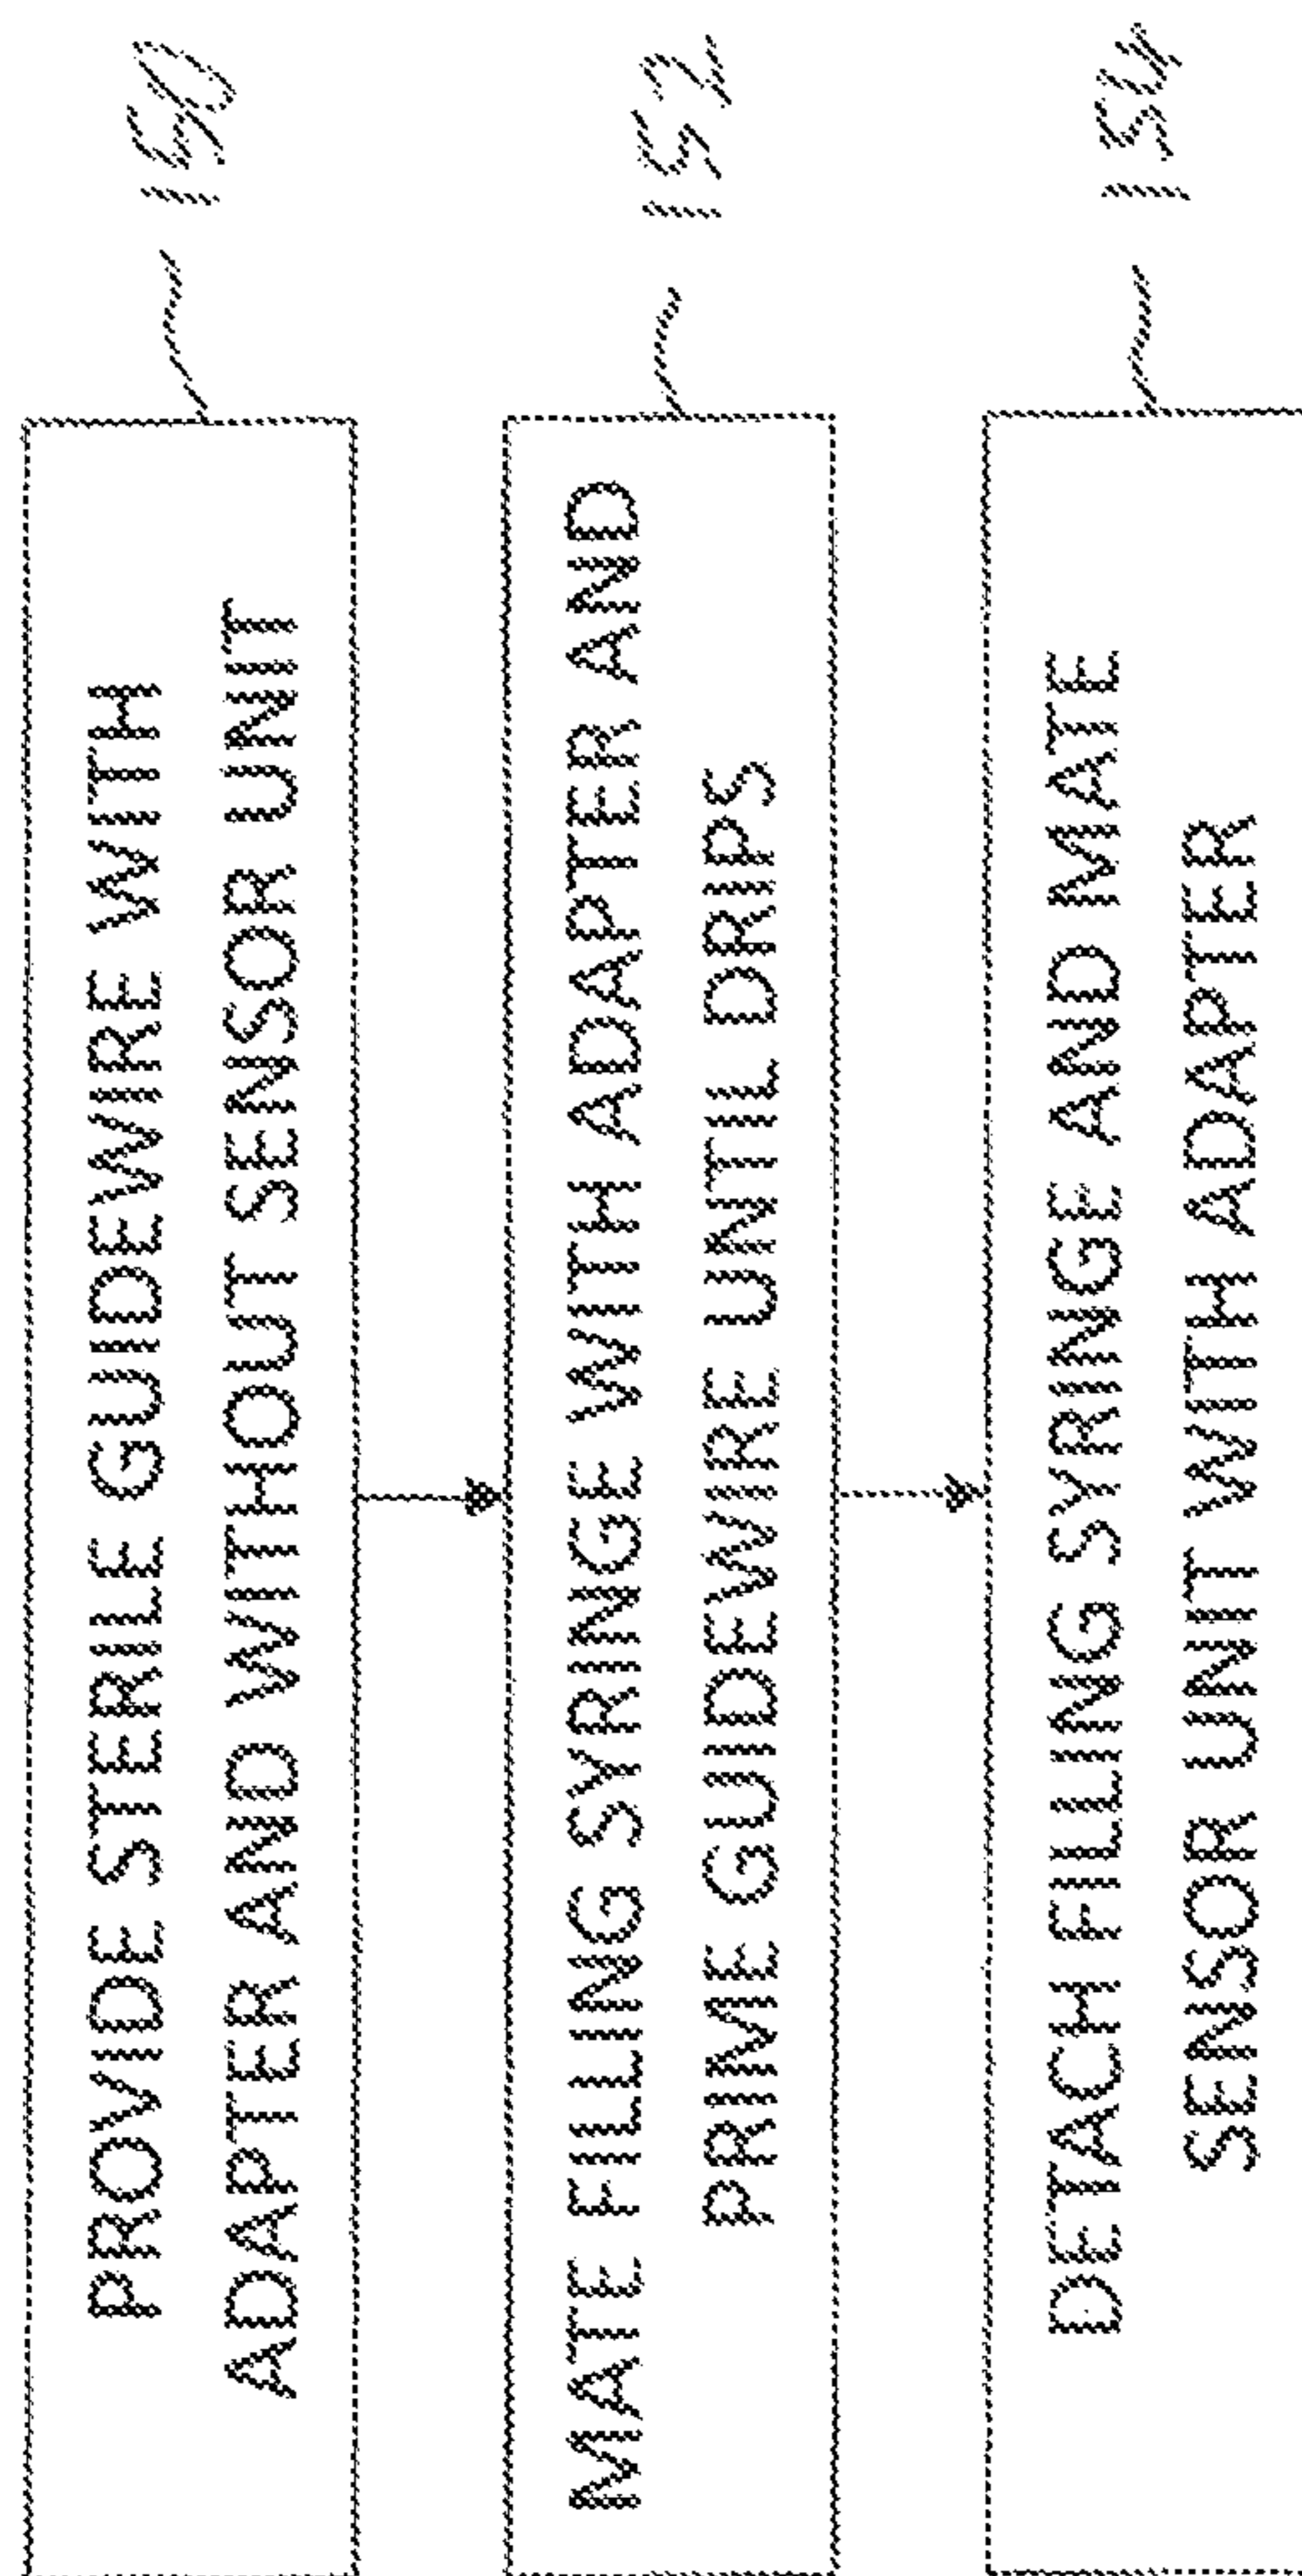 PROVIDE STERILE GUIDEWIRE WITH
ADAPTER AND WITHOUT SENSOR UNIT
150
MATE FILLING SYRINGE WITH ADAPTER AND
PRIME GUIDEWIRE UNTIL DRIPS
152
DETACH FILLING SYRINGE AND MATE
SENSOR UNIT WITH ADAPTER
154